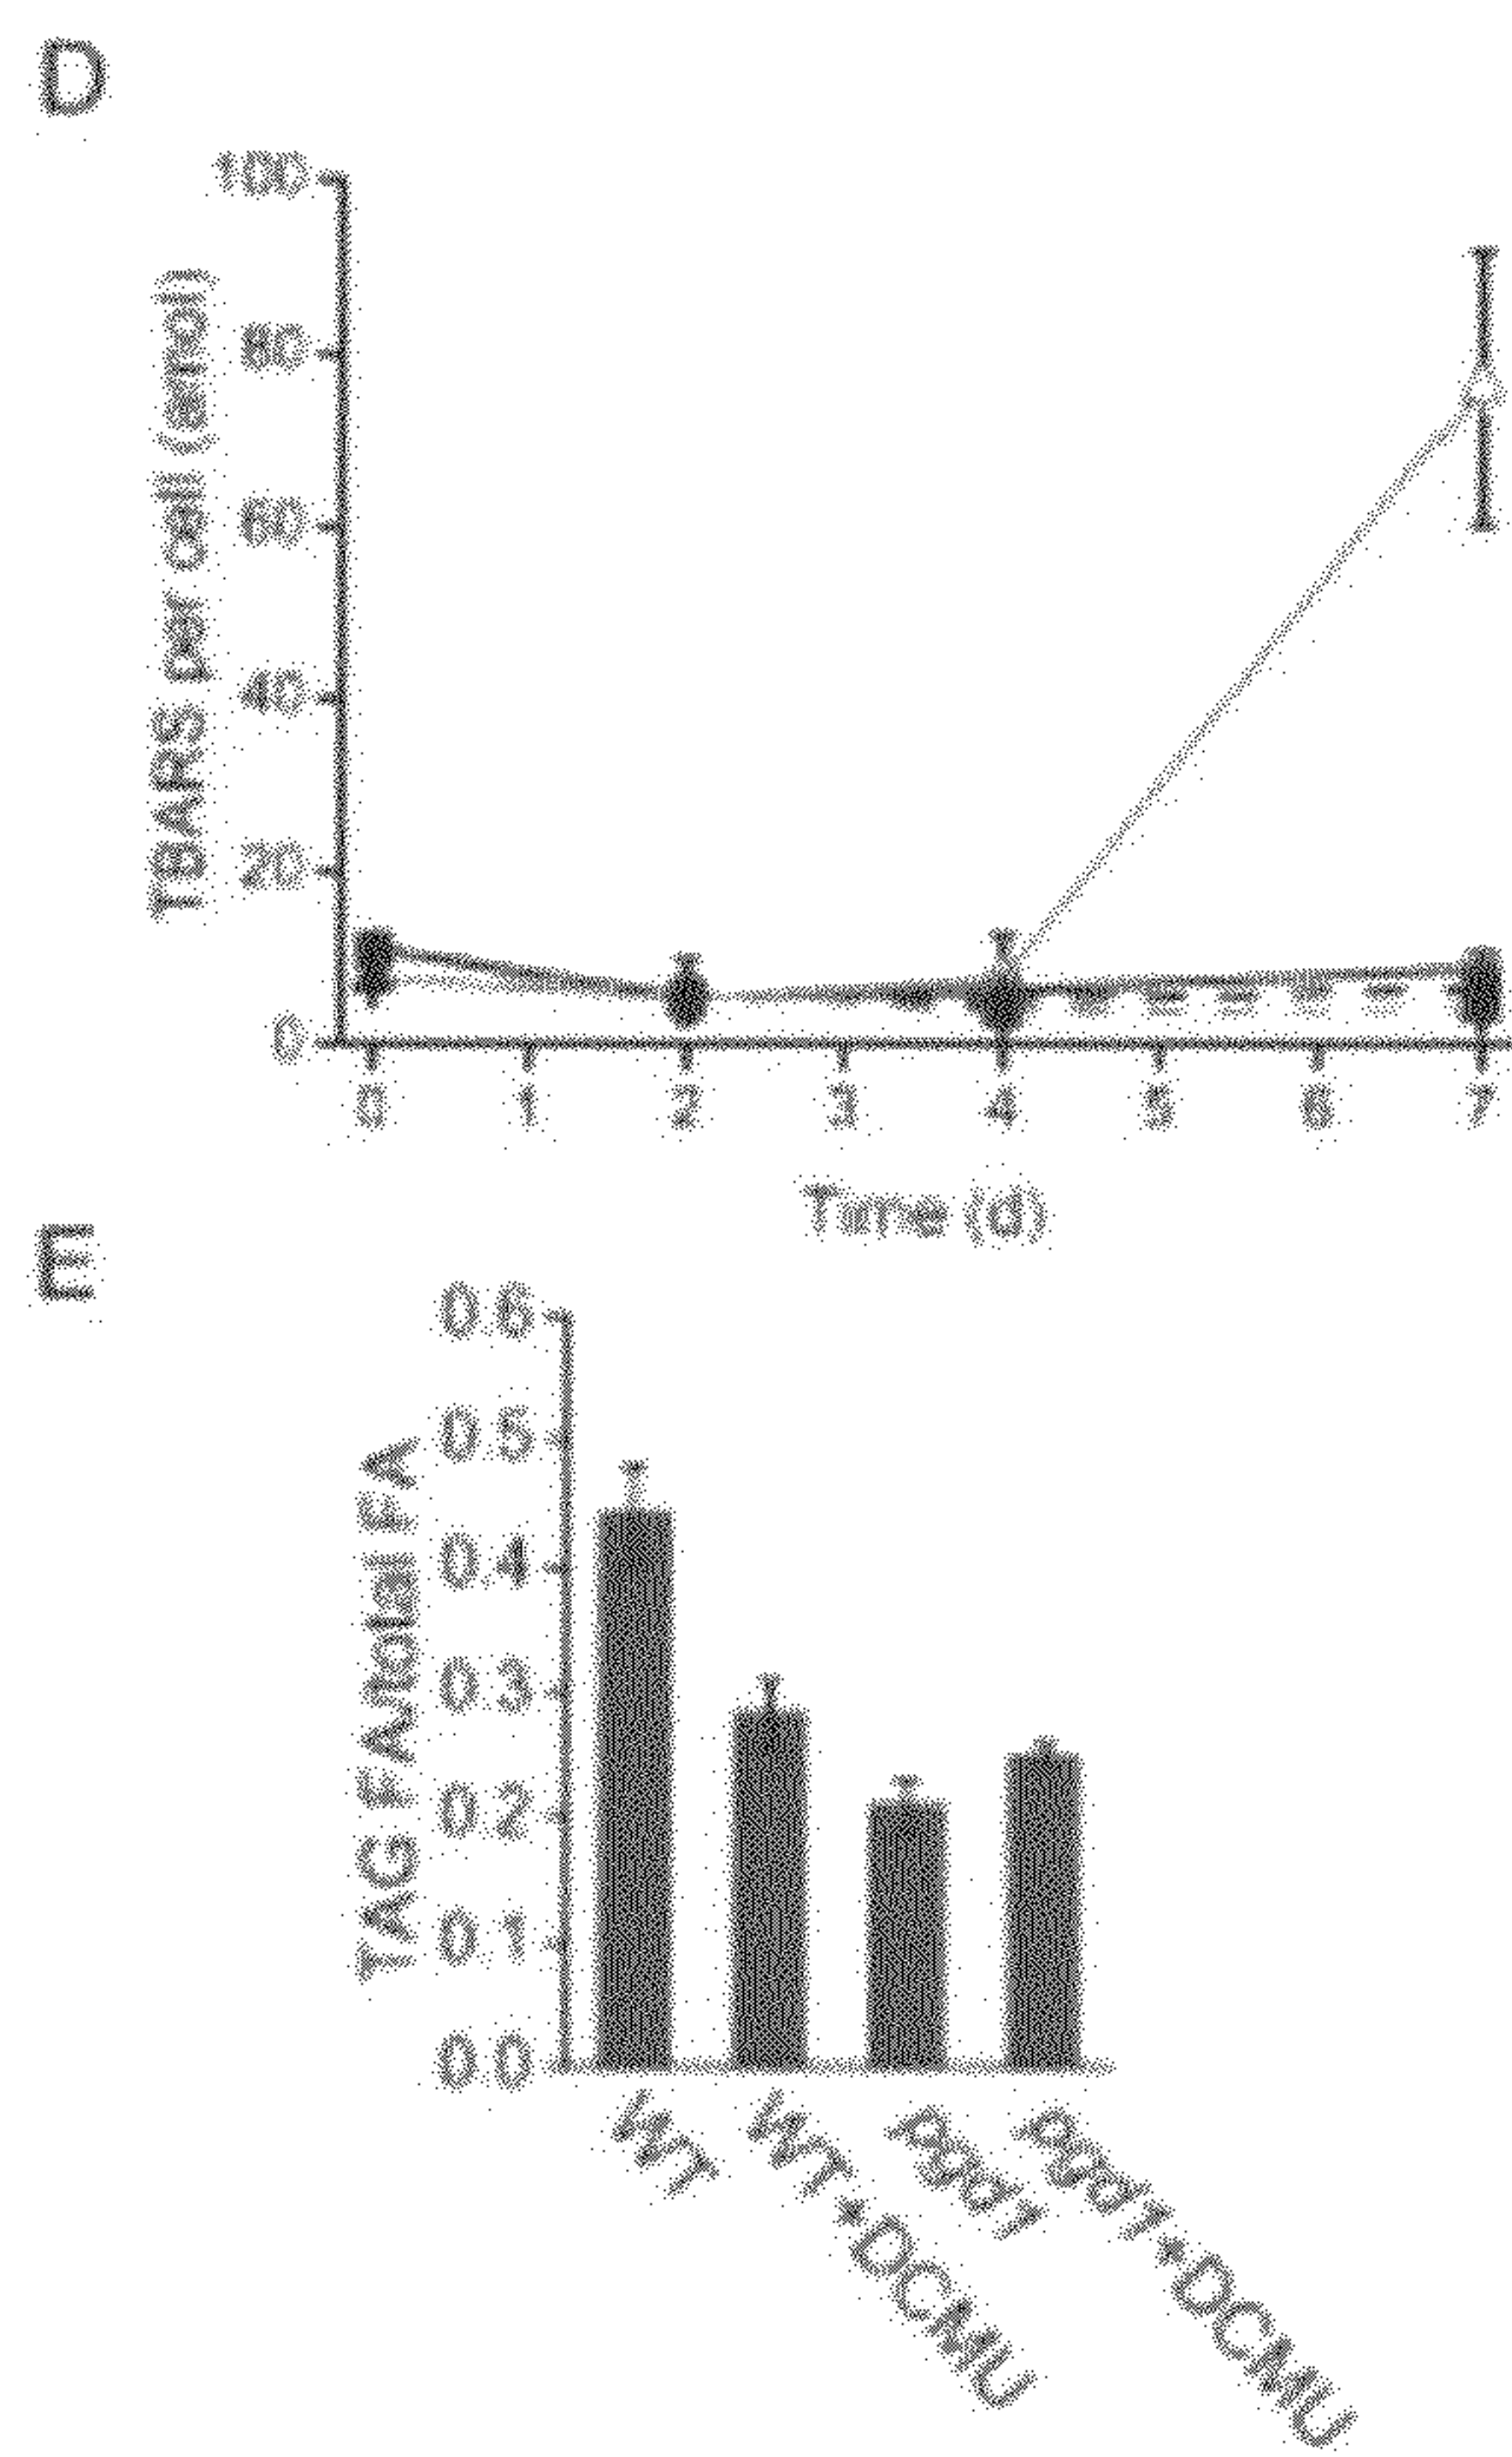 D
100
80
60
40
20
0
TBARS per cell (amol)
0 1 2 3 4 5 6 7
Time (d)
E
0.6
0.5
0.4
0.3
0.2
0.1
0.0
TAG FA/total FA
WT
WT+DCMU
pgd1
pgd1+DCMU